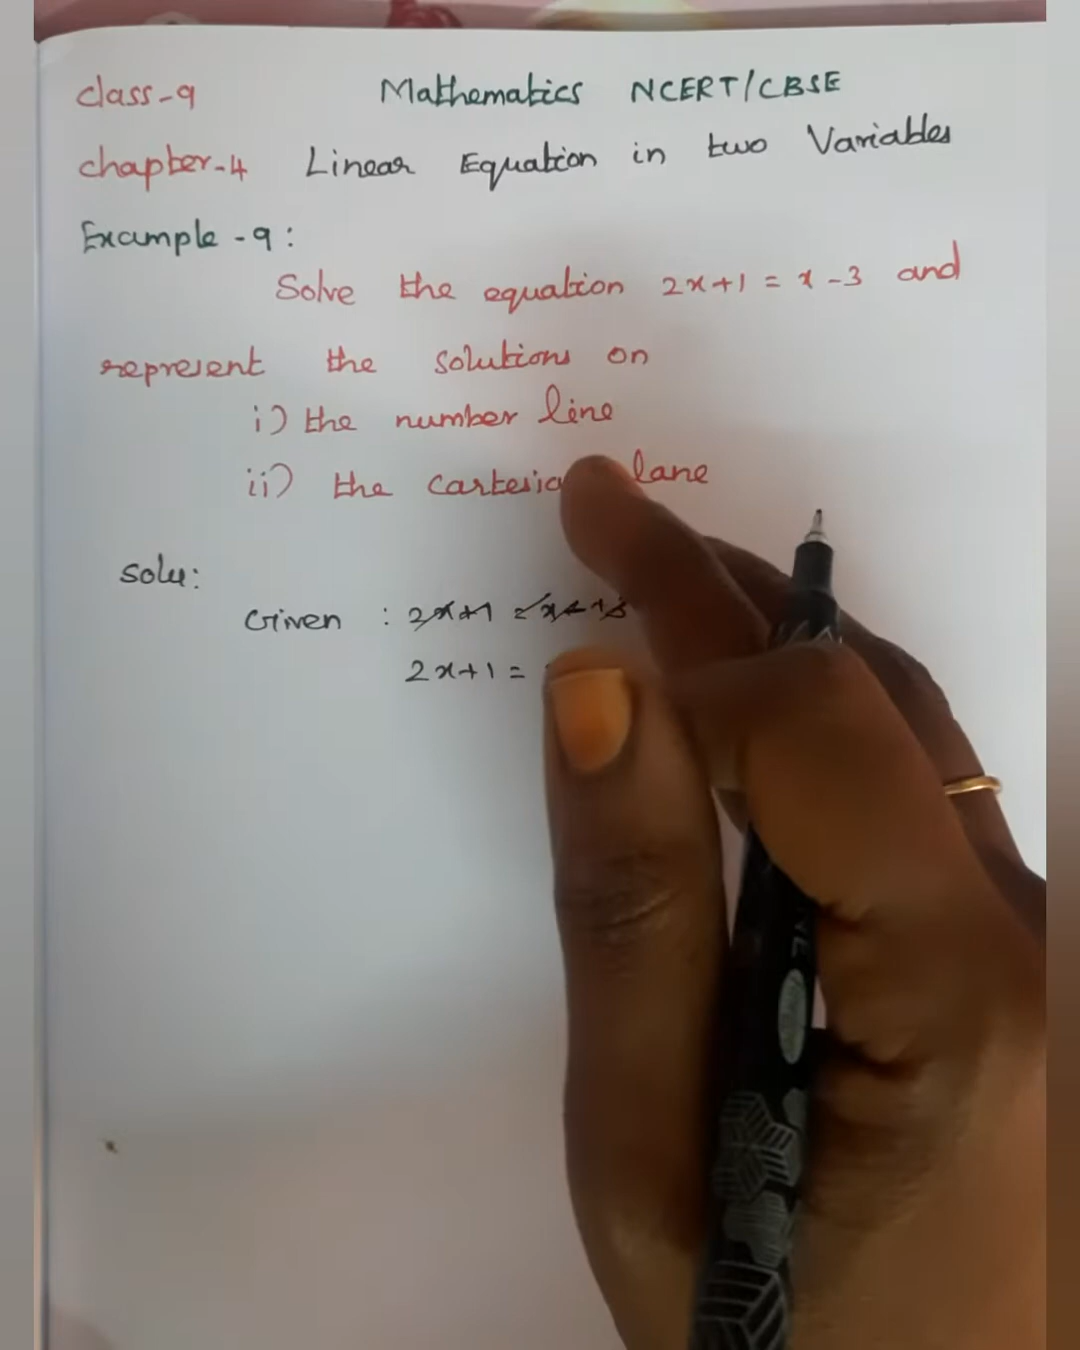 class-9 Mathematics NCERT/CBSE
chapter-4 Linear Equation in two Variables
Example-9:
Solve the equation 2x+1 = x-3 and
represent the solutions on
i) the number line
ii) the cartesia lane
Solu:
Given :
2x+1 =